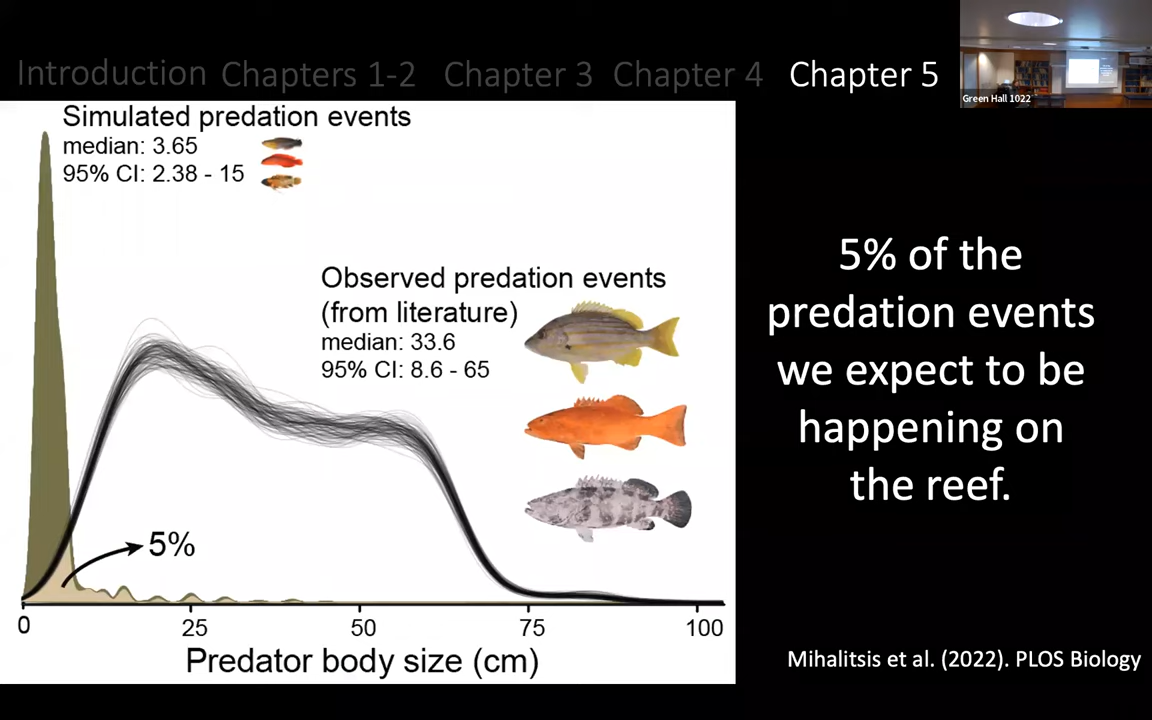 Introduction Chapters 1-2 Chapter 3 Chapter 4 Chapter 5
Green Hall 1022
Simulated predation events
median: 3.65
95% CI: 2.38 - 15
Observed predation events
(from literature)
median: 33.6
95% CI: 8.6 - 65
5%
0 25 50 75 100
Predator body size (cm)
5% of the
predation events
we expect to be
happening on
the reef.
Mihalitsis et al. (2022). PLOS Biology